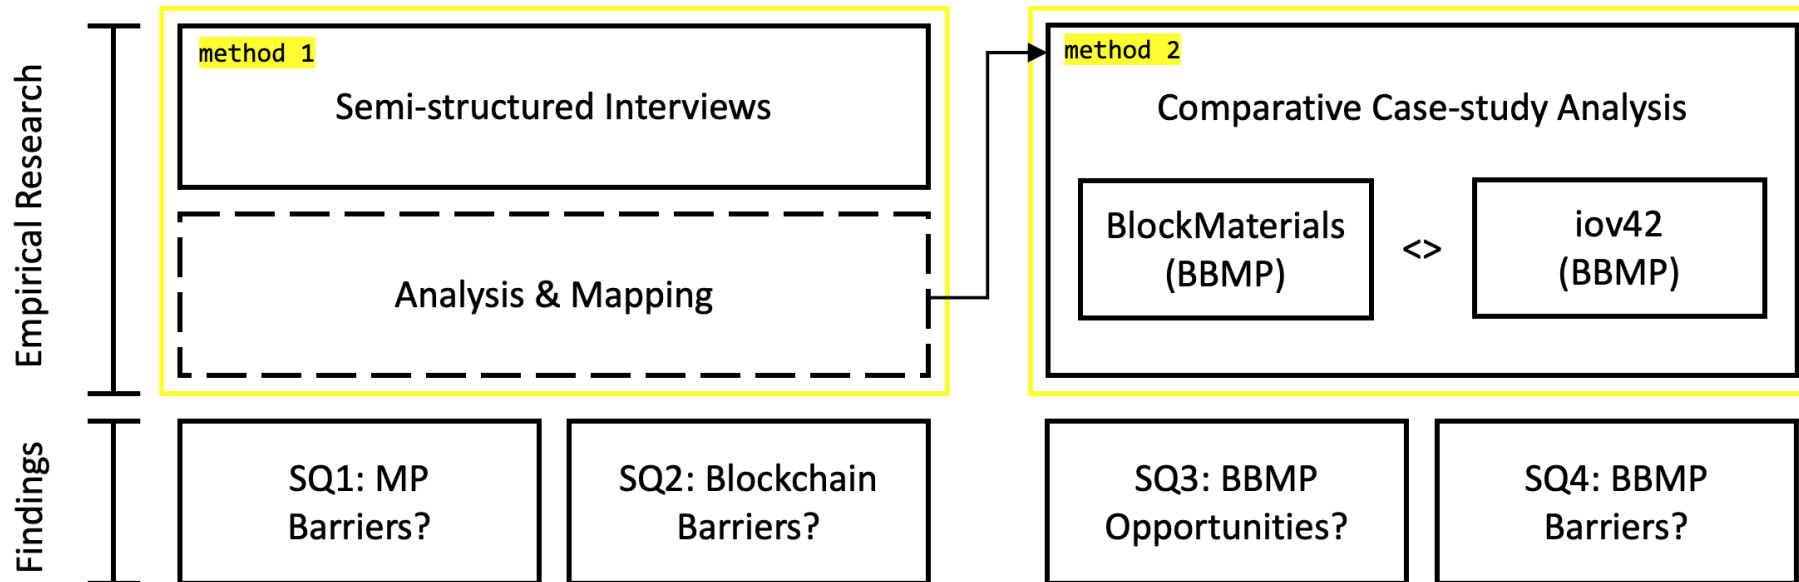 Empirical Research
method 1
Semi-structured Interviews
Analysis & Mapping
method 2
Comparative Case-study Analysis
BlockMaterials
(BBMP)
<>
iov42
(BBMP)
Findings
SQ1: MP
Barriers?
SQ2: Blockchain
Barriers?
SQ3: BBMP
Opportunities?
SQ4: BBMP
Barriers?